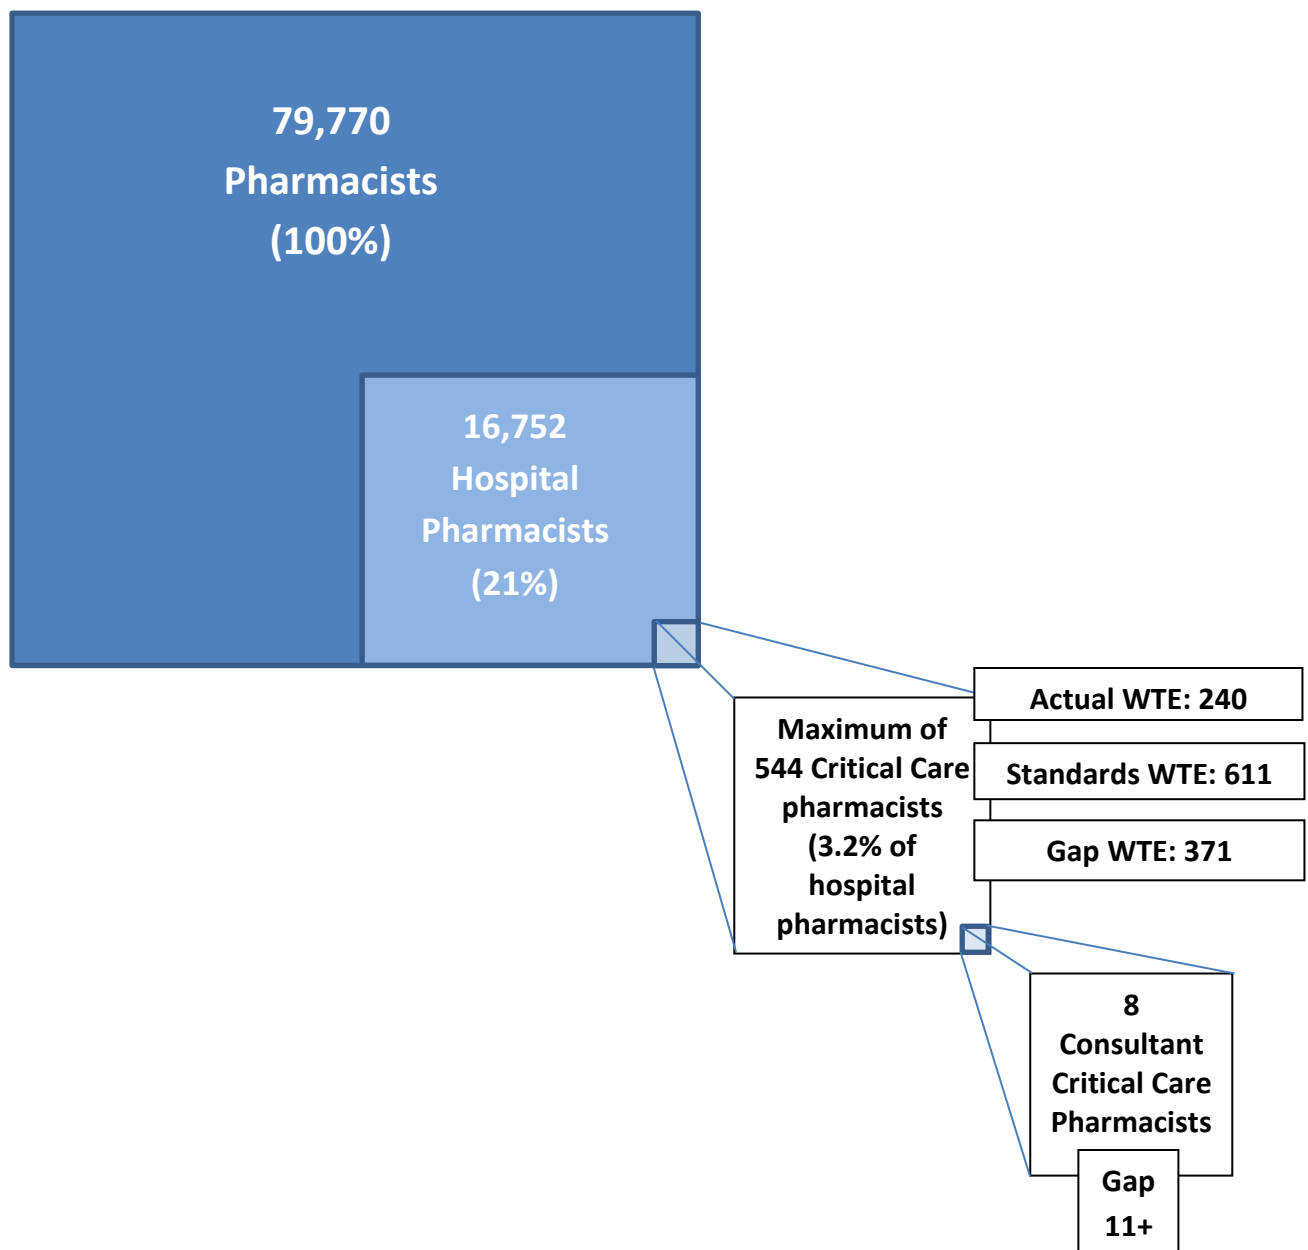 79,770
Pharmacists
(100%)
16,752
Hospital
Pharmacists
(21%)
Maximum of
544 Critical Care
pharmacists
(3.2% of
hospital
pharmacists)
Actual WTE: 240
Standards WTE: 611
Gap WTE: 371
8
Consultant
Critical Care
Pharmacists
Gap
11+